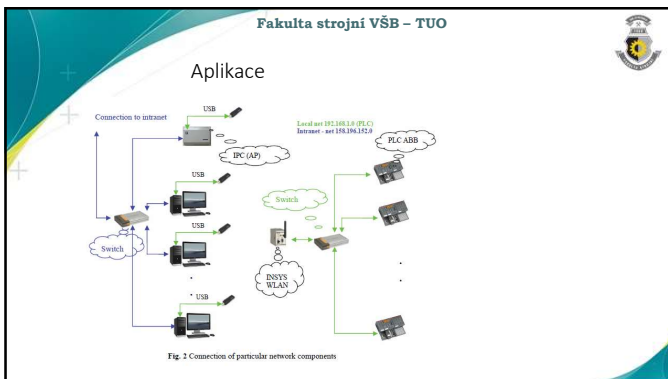 Fakulta strojní VŠB – TUO
Aplikace
Connection to intranet
USB
Local net 192.168.1.0 (PLC)
Intranet - net 158.196.152.0
PLC ABB
IPC (AP)
USB
Switch
Switch
USB
INSYS
WLAN
USB
Fig. 2 Connection of particular network components